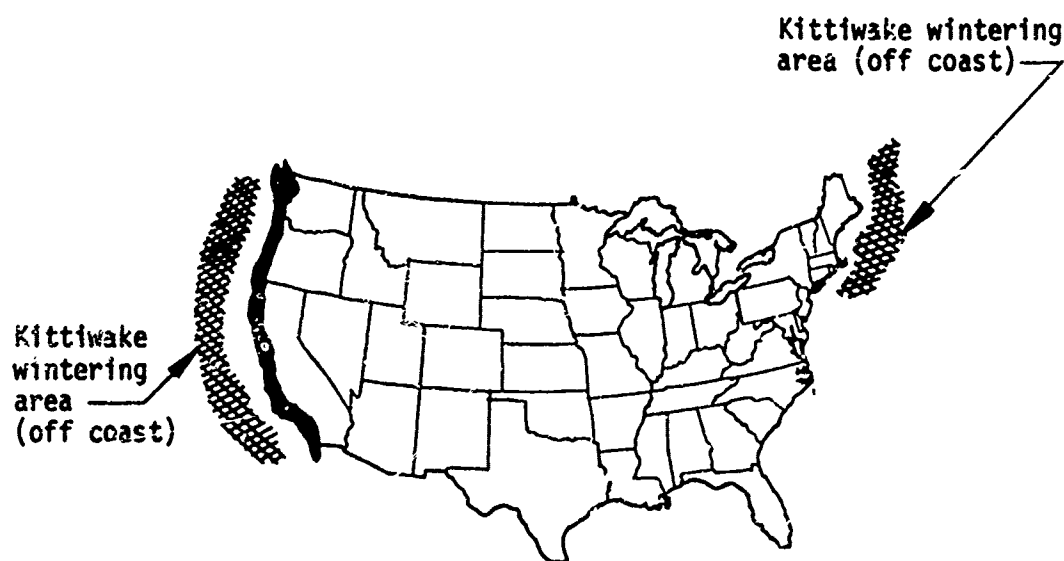 Kittiwake wintering
area (off coast)
Kittiwake
wintering
area
(off coast)